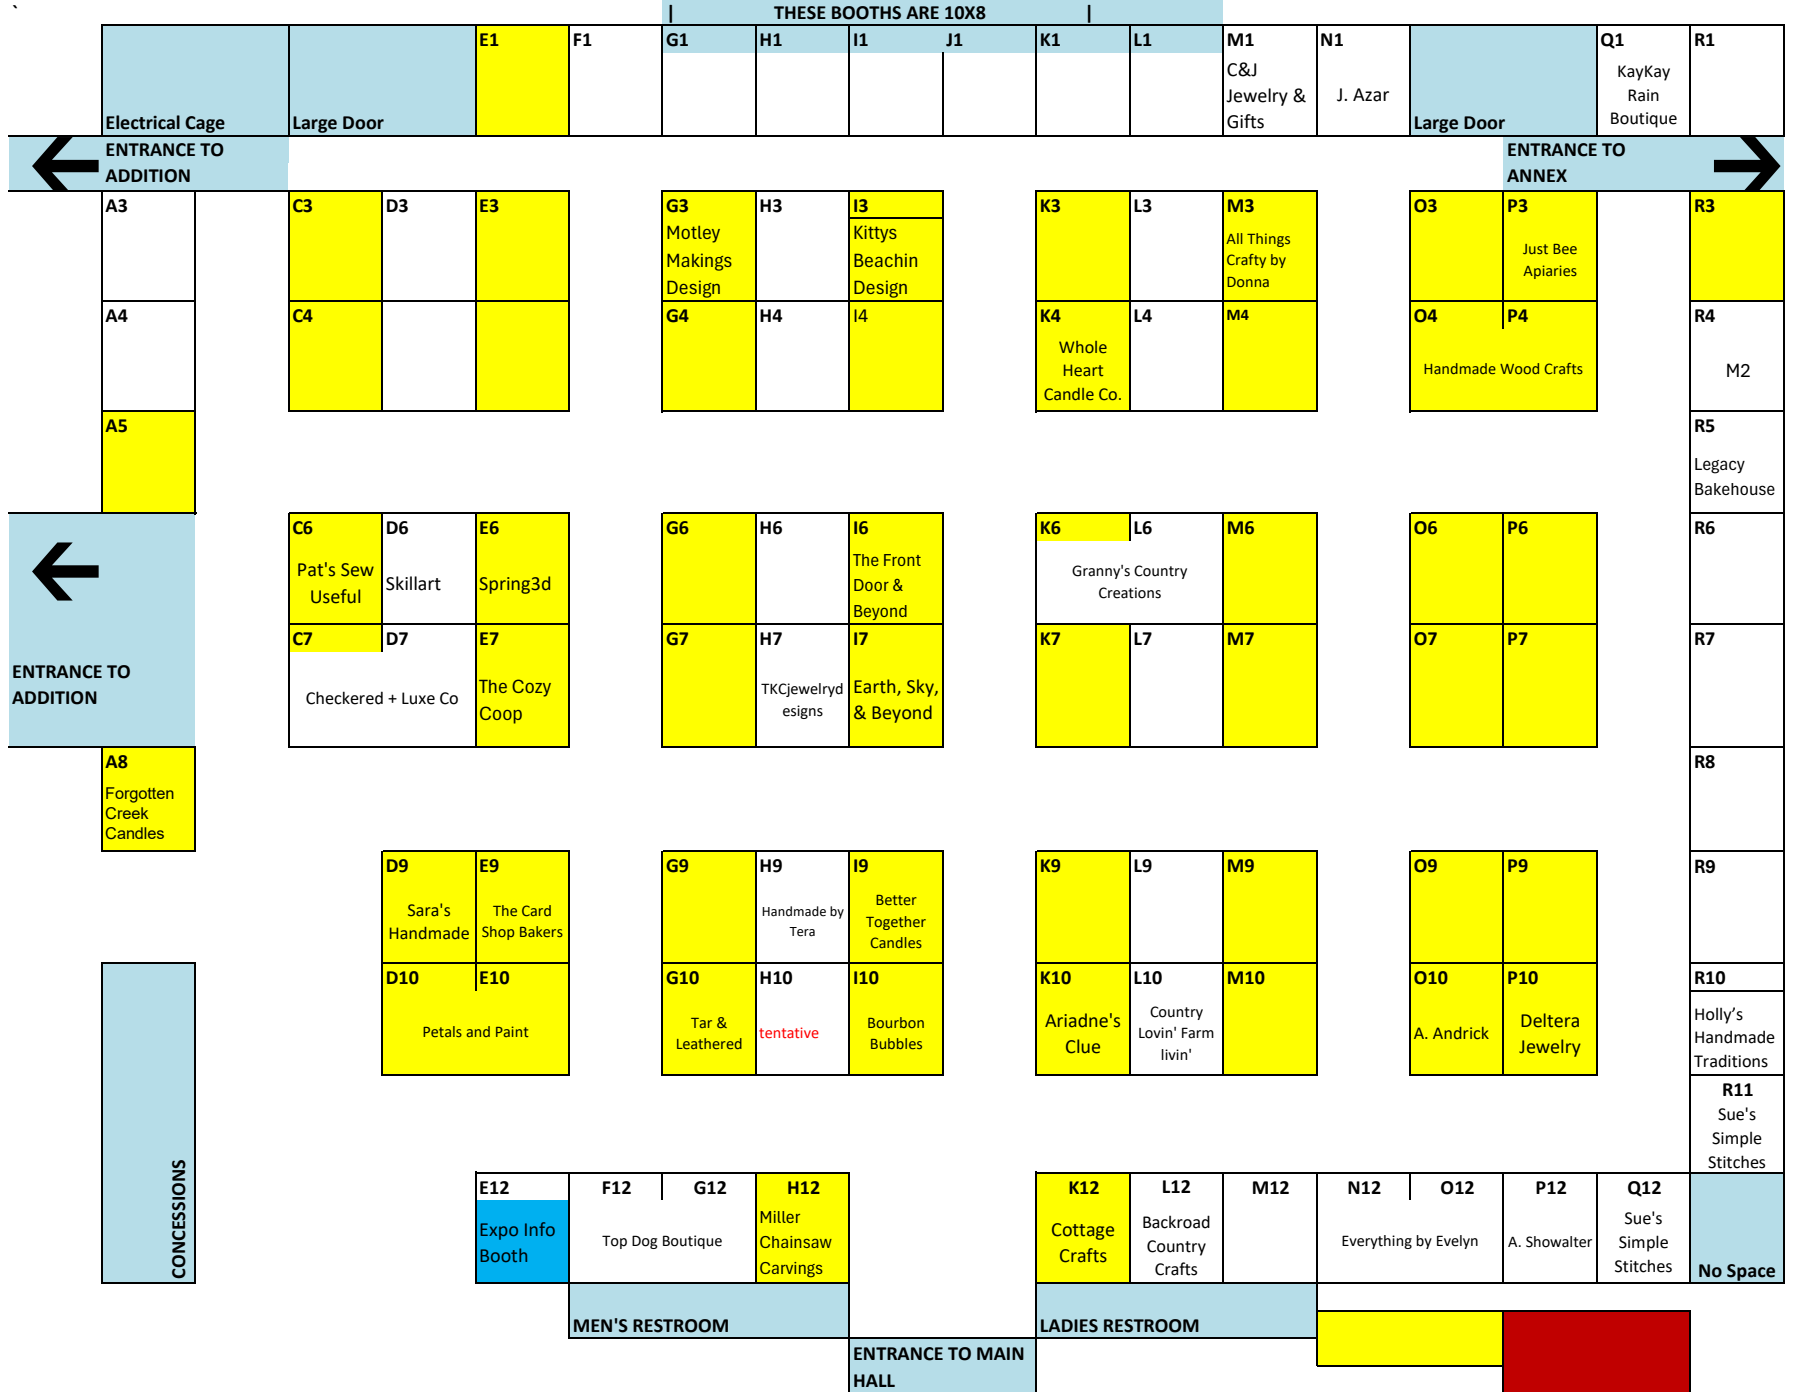 `
| THESE BOOTHS ARE 10X8 |
E1 F1 G1 H1 I1 J1 K1 L1 M1 N1 Q1 R1
C&J
Jewelry &
Gifts
J. Azar
KayKay
Rain
Boutique
Electrical Cage
Large Door
Large Door
ENTRANCE TO
ADDITION
ENTRANCE TO
ANNEX
A3 C3 D3 E3 G3 H3 I3 K3 L3 M3 O3 P3 R3
Motley
Makings
Design
Kittys
Beachin
Design
All Things
Crafty by
Donna
Just Bee
Apiaries
A4 C4 G4 H4 I4 K4 L4 M4 O4 P4 R4
Whole
Heart
Candle Co.
Handmade Wood Crafts
M2
A5 R5
Legacy
Bakehouse
C6 D6 E6 G6 H6 I6 K6 L6 M6 O6 P6 R6
Pat's Sew
Useful
Skillart
Spring3d
The Front
Door &
Beyond
Granny's Country
Creations
ENTRANCE TO
ADDITION
C7 D7 E7 G7 H7 I7 K7 L7 M7 O7 P7 R7
Checkered + Luxe Co
The Cozy
Coop
TKCjewelryd
esigns
Earth, Sky,
& Beyond
A8 R8
Forgotten
Creek
Candles
D9 E9 G9 H9 I9 K9 L9 M9 O9 P9 R9
Sara's
Handmade
The Card
Shop Bakers
Handmade by
Tera
Better
Together
Candles
D10 E10 G10 H10 I10 K10 L10 M10 O10 P10 R10
Petals and Paint
Tar &
Leathered
tentative
Bourbon
Bubbles
Ariadne's
Clue
Country
Lovin' Farm
livin'
A. Andrick
Deltera
Jewelry
Holly's
Handmade
Traditions
R11
Sue's
Simple
Stitches
CONCESSIONS
E12 F12 G12 H12 K12 L12 M12 N12 O12 P12 Q12
Expo Info
Booth
Top Dog Boutique
Miller
Chainsaw
Carvings
Cottage
Crafts
Backroad
Country
Crafts
Everything by Evelyn
A. Showalter
Sue's
Simple
Stitches
No Space
MEN'S RESTROOM
LADIES RESTROOM
ENTRANCE TO MAIN
HALL